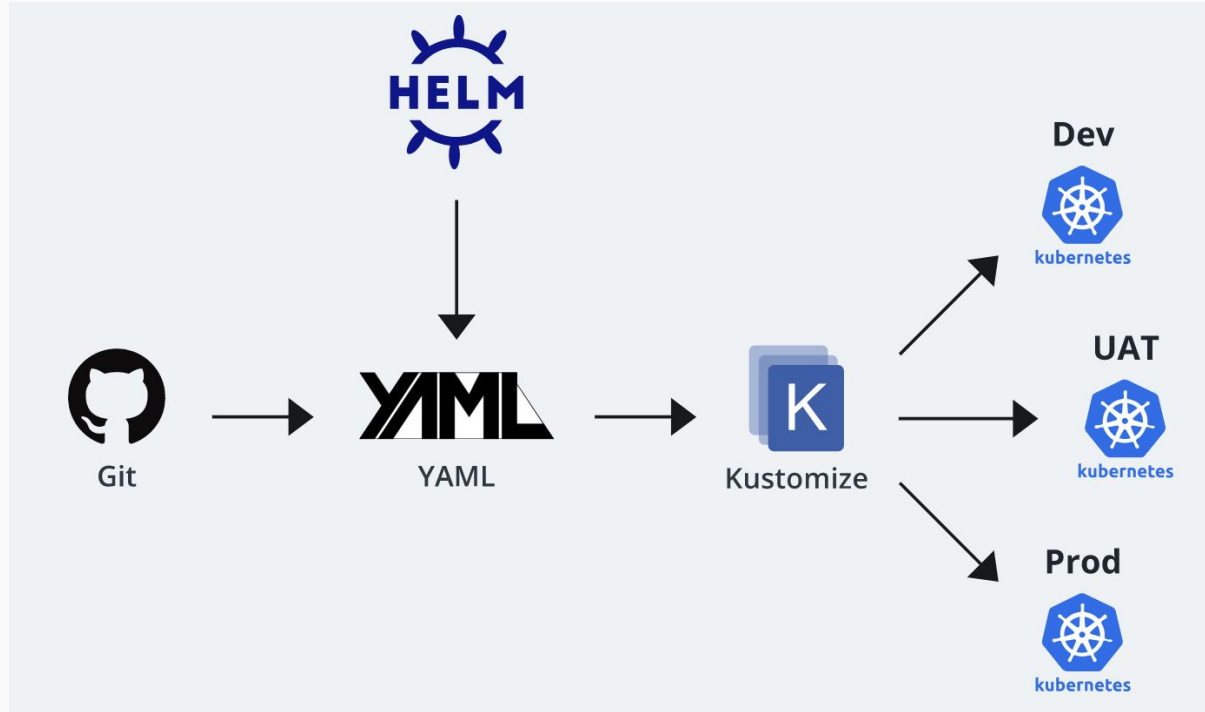 HELM
Dev
kubernetes
UAT
kubernetes
YAML
K
Git
YAML
Kustomize
Prod
kubernetes